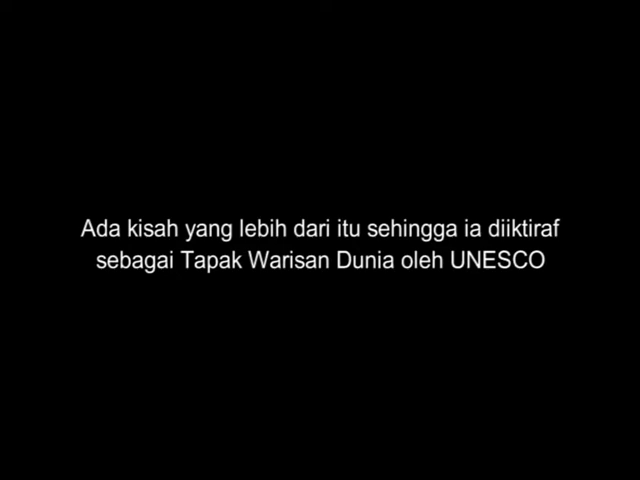 Ada kisah yang lebih dari itu sehingga ia diiktiraf
sebagai Tapak Warisan Dunia oleh UNESCO